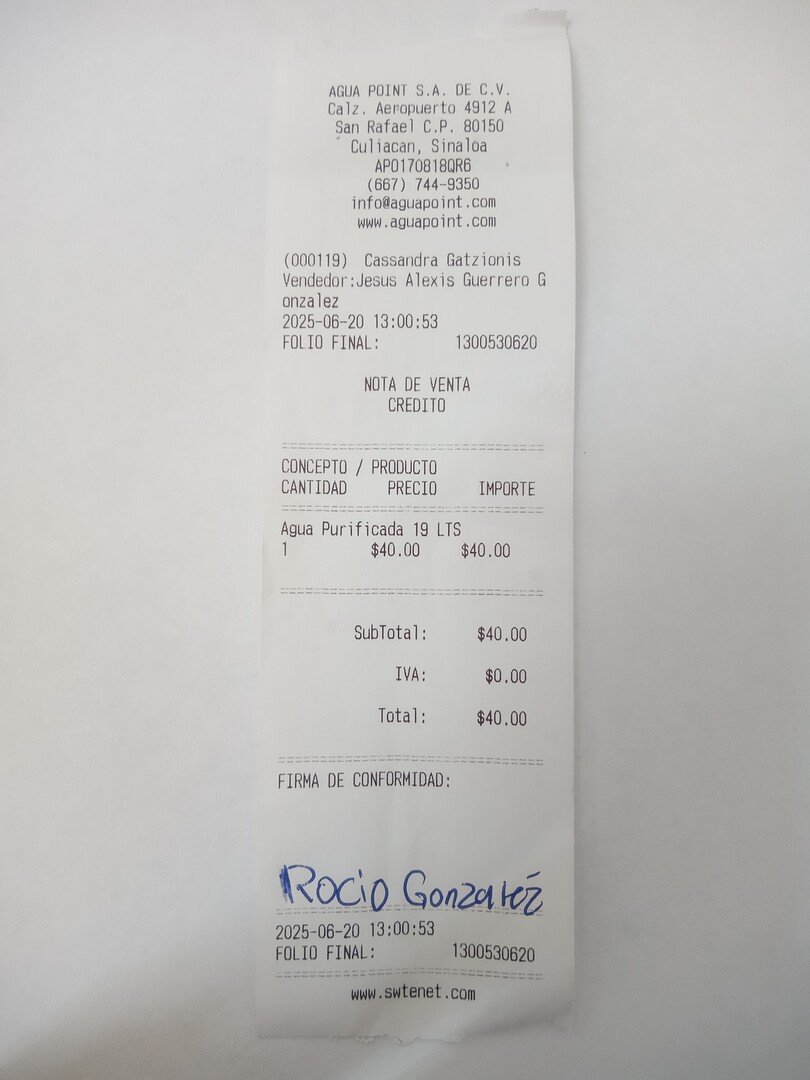 AGUA POINT S.A. DE C.V.
Calz. Aeropuerto 4912 A
San Rafael C.P. 80150
Culiacan, Sinaloa
APO170818QR6
(667) 744-9350
info@aguapoint.com
www.aguapoint.com
(000119) Cassandra Gatzionis
Vendedor:Jesus Alexis Guerrero G
onzalez
2025-06-20 13:00:53
FOLIO FINAL: 1300530620
NOTA DE VENTA
CREDITO
CONCEPTO / PRODUCTO
CANTIDAD PRECIO IMPORTE
Agua Purificada 19 LTS
1 $40.00 $40.00
SubTotal: $40.00
IVA: $0.00
Total: $40.00
FIRMA DE CONFORMIDAD:
Rocio Gonzalez
2025-06-20 13:00:53
FOLIO FINAL: 1300530620
www.swtenet.com